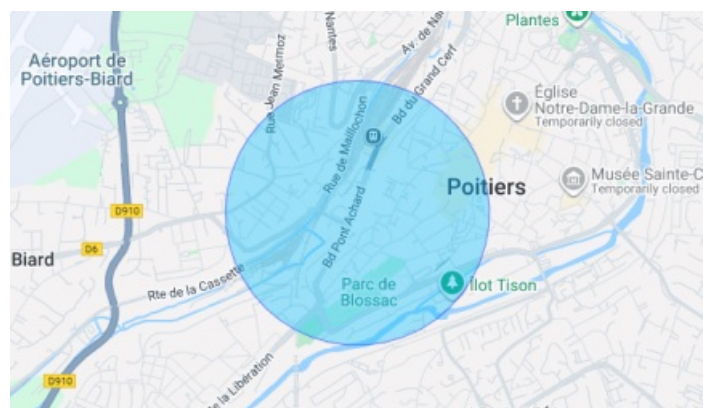 Plantes
Aéroport de
Poitiers-Biard
Rue Jean Mermoz
Nantes
Av. de Na
Bd du Grand Cerf
Église
Notre-Dame-la-Grande
Temporarily closed
Rue de Maillochon
Musée Sainte-C
Temporarily closed
Poitiers
D910
Bd Pont Achard
D6
Biard
Rte de la Cassette
Parc de
Blossac
Îlot Tison
D910
de la Libération